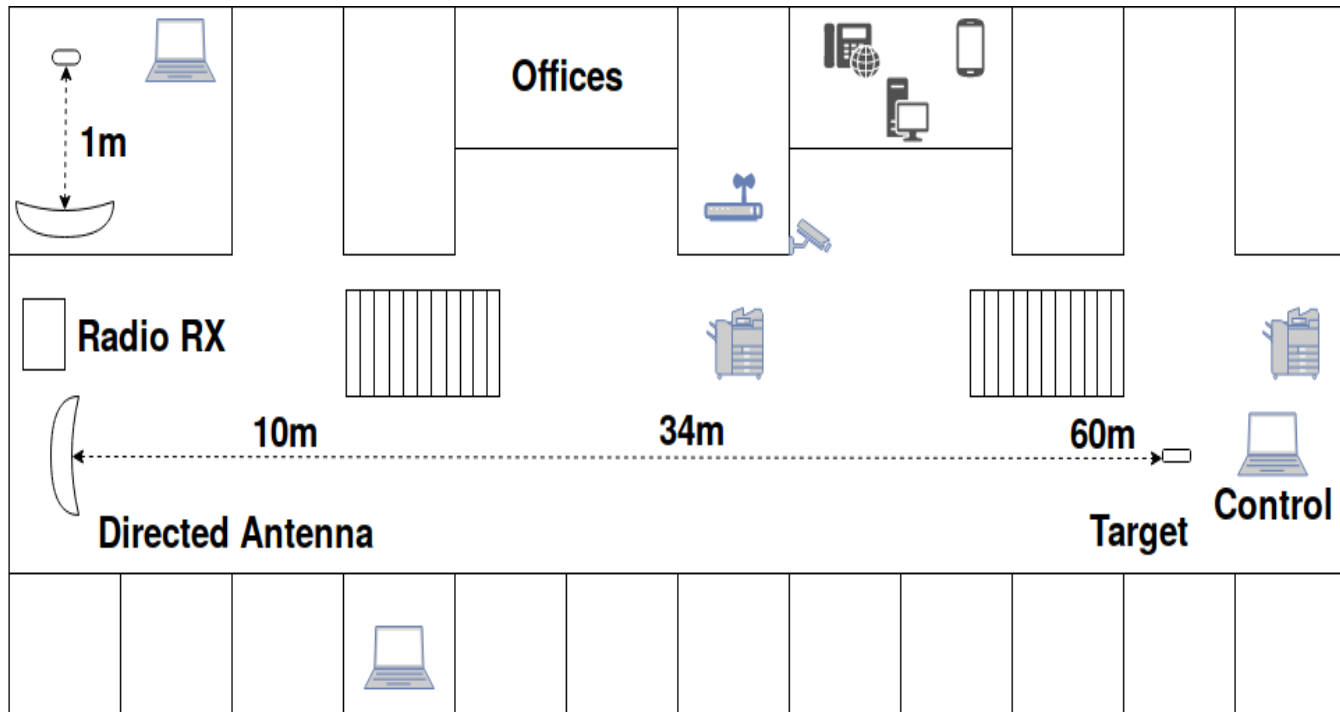 Offices
1m
Radio RX
10m
34m
60m
Control
Directed Antenna
Target